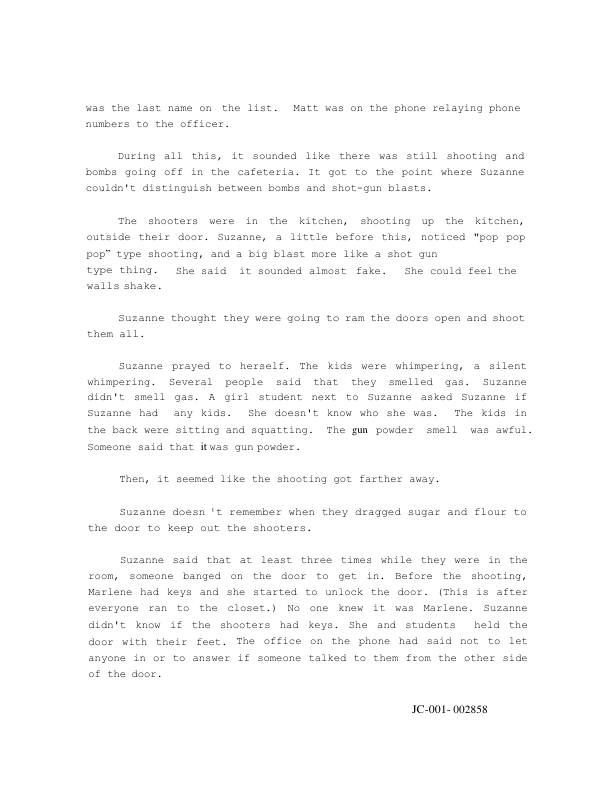 was the last name on the list. Matt was on the phone relaying phone
numbers to the officer.
During all this, it sounded like there was still shooting and
bombs going off in the cafeteria. It got to the point where Suzanne
couldn't distinguish between bombs and shot-gun blasts.
The shooters were in the kitchen, shooting up the kitchen,
outside their door. Suzanne, a little before this, noticed "pop pop
pop" type shooting, and a big blast more like a shot gun
type thing. She said it sounded almost fake. She could feel the
walls shake.
Suzanne thought they were going to ram the doors open and shoot
them all.
Suzanne prayed to herself. The kids were whimpering, a silent
whimpering. Several people said that they smelled gas. Suzanne
didn't smell gas. A girl student next to Suzanne asked Suzanne if
Suzanne had any kids. She doesn't know who she was. The kids in
the back were sitting and squatting. The gun powder smell was awful.
Someone said that it was gun powder.
Then, it seemed like the shooting got farther away.
Suzanne doesn 't remember when they dragged sugar and flour to
the door to keep out the shooters.
Suzanne said that at least three times while they were in the
room, someone banged on the door to get in. Before the shooting,
Marlene had keys and she started to unlock the door. (This is after
everyone ran to the closet.) No one knew it was Marlene. Suzanne
didn't know if the shooters had keys. She and students held the
door with their feet. The office on the phone had said not to let
anyone in or to answer if someone talked to them from the other side
of the door.
JC-001- 002858